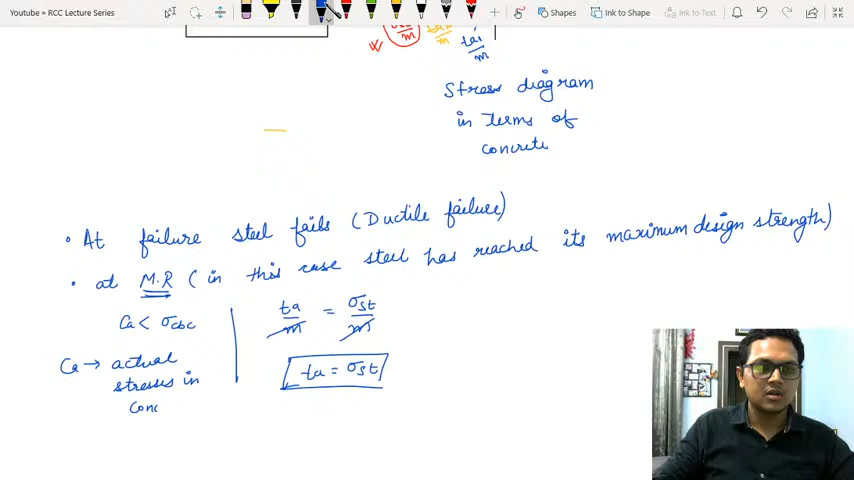 Youtube » RCC Lecture Series
Shapes
Ink to Shape
Ink to Text
m
m
tai
m
Stress diagram
in terms of
concrete
• At failure steel fails (Ductile failure)
• at M.R (in this case steel has reached its maximum design strength)
Ca < σcbc
ta/m = σst/m
Ca → actual
stresses in
conc
ta = σst